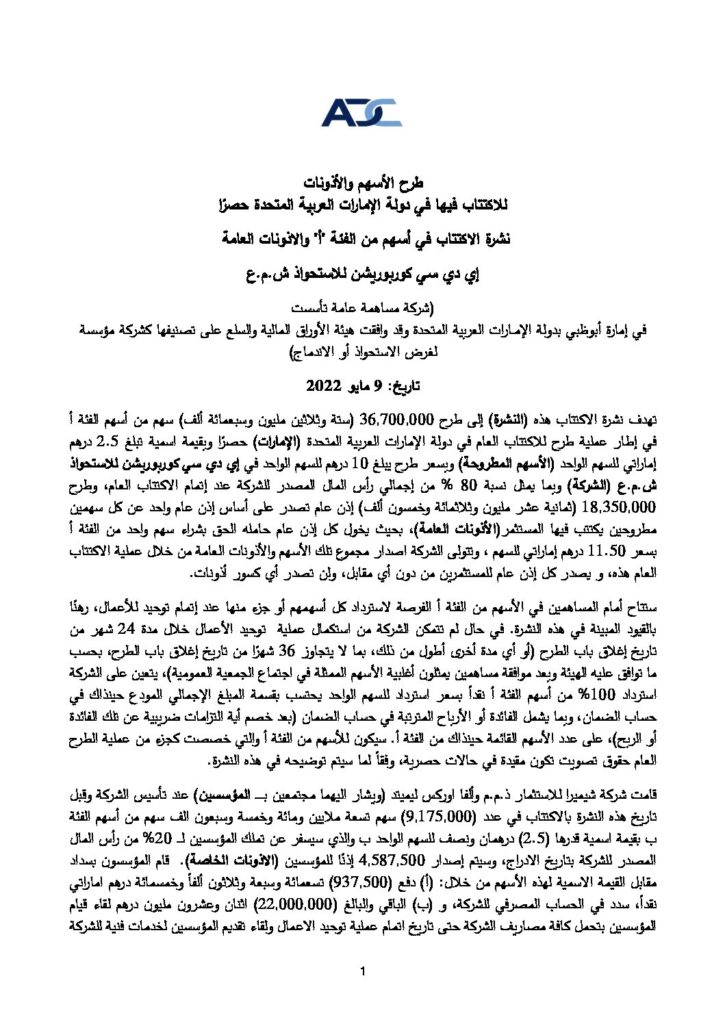 ADC
طرح الأسهم والأذونات
للاكتتاب فيها في دولة الإمارات العربية المتحدة حصرًا
نشرة الاكتتاب في أسهم من الفئة "أ" والاذونات العامة
إي دي سي كوربوريشن للاستحواذ ش.م.ع
(شركة مساهمة عامة تأسست
في إمارة أبوظبي بدولة الإمارات العربية المتحدة وقد وافقت هيئة الأوراق المالية والسلع على تصنيفها كشركة مؤسسة
لغرض الاستحواذ أو الاندماج)
تاريخ: 9 مايو 2022
تهدف نشرة الاكتتاب هذه (النشرة) إلى طرح 36,700,000 (ستة وثلاثين مليون وسبعمائة ألف) سهم من أسهم الفئة أ
في إطار عملية طرح للاكتتاب العام في دولة الإمارات العربية المتحدة (الإمارات) حصرًا وبقيمة اسمية تبلغ 2.5 درهم
إماراتي للسهم الواحد (الأسهم المطروحة) وبسعر طرح يبلغ 10 درهم للسهم الواحد في إي دي سي كوربوريشن للاستحواذ
ش.م.ع (الشركة) وبما يمثل نسبة 80 % من إجمالي رأس المال المصدر للشركة عند إتمام الاكتتاب العام، وطرح
18,350,000 (ثمانية عشر مليون وثلاثمائة وخمسون ألف) إذن عام تصدر على أساس إذن عام واحد عن كل سهمين
مطروحين يكتتب فيها المستثمر(الأذونات العامة)، بحيث يخول كل إذن عام حامله الحق بشراء سهم واحد من الفئة أ
بسعر 11.50 درهم إماراتي للسهم ، وتتولى الشركة اصدار مجموع تلك الأسهم والأذونات العامة من خلال عملية الاكتتاب
العام هذه، و يصدر كل إذن عام للمستثمرين من دون أي مقابل، ولن تصدر أي كسور أذونات.
ستتاح أمام المساهمين في الأسهم من الفئة أ الفرصة لاسترداد كل أسهمهم أو جزء منها عند إتمام توحيد للأعمال، رهنًا
بالقيود المبينة في هذه النشرة. في حال لم تتمكن الشركة من استكمال عملية توحيد الأعمال خلال مدة 24 شهر من
تاريخ إغلاق باب الطرح (أو أي مدة أخرى أطول من ذلك، بما لا يتجاوز 36 شهرًا من تاريخ إغلاق باب الطرح، بحسب
ما توافق عليه الهيئة وبعد موافقة مساهمين يمثلون أغلبية الأسهم الممثلة في اجتماع الجمعية العمومية)، يتعين على الشركة
استرداد 100% من أسهم الفئة أ نقداً بسعر استرداد للسهم الواحد يحتسب بقسمة المبلغ الإجمالي المودع حينذاك في
حساب الضمان، وبما يشمل الفائدة أو الأرباح المترتبة في حساب الضمان (بعد خصم أية التزامات ضريبية عن تلك الفائدة
أو الربح)، على عدد الأسهم القائمة حينذاك من الفئة أ. سيكون للأسهم من الفئة أ والتي خصصت كجزء من عملية الطرح
العام حقوق تصويت تكون مقيدة في حالات حصرية، وفقاً لما سيتم توضيحه في هذه النشرة.
قامت شركة شيميرا للاستثمار ذ.م.م وألفا اوركس ليميتد (ويشار اليهما مجتمعين بــ المؤسسين) عند تأسيس الشركة وقبل
تاريخ هذه النشرة بالاكتتاب في عدد (9,175,000) سهم تسعة ملايين ومائة وخمسة وسبعون الف سهم من أسهم الفئة
ب بقيمة اسمية قدرها (2.5) درهمان ونصف للسهم الواحد ب والذي سيسفر عن تملك المؤسسين لـ 20% من رأس المال
المصدر للشركة بتاريخ الادراج، وسيتم إصدار 4,587,500 إذنًا للمؤسسين (الاذونات الخاصة). قام المؤسسون بسداد
مقابل القيمة الاسمية لهذه الأسهم من خلال: (أ) دفع (937,500) تسعمائة وسبعة وثلاثون ألفاً وخمسمائة درهم اماراتي
نقداً، سدد في الحساب المصرفي للشركة، و (ب) الباقي والبالغ (22,000,000) اثنان وعشرون مليون درهم لقاء قيام
المؤسسين بتحمل كافة مصاريف الشركة حتى تاريخ اتمام عملية توحيد الاعمال ولقاء تقديم المؤسسين لخدمات فنية للشركة
1